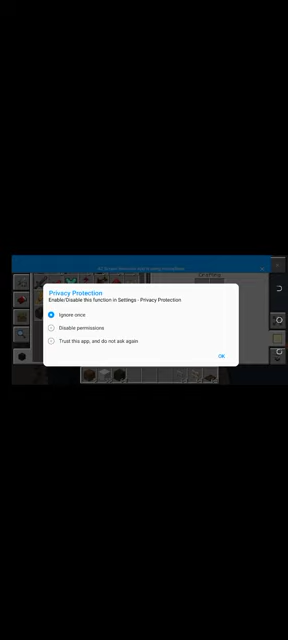 Privacy Protection
Enable/Disable this function in Settings - Privacy Protection
Ignore once
Disable permissions
Trust this app, and do not ask again
OK